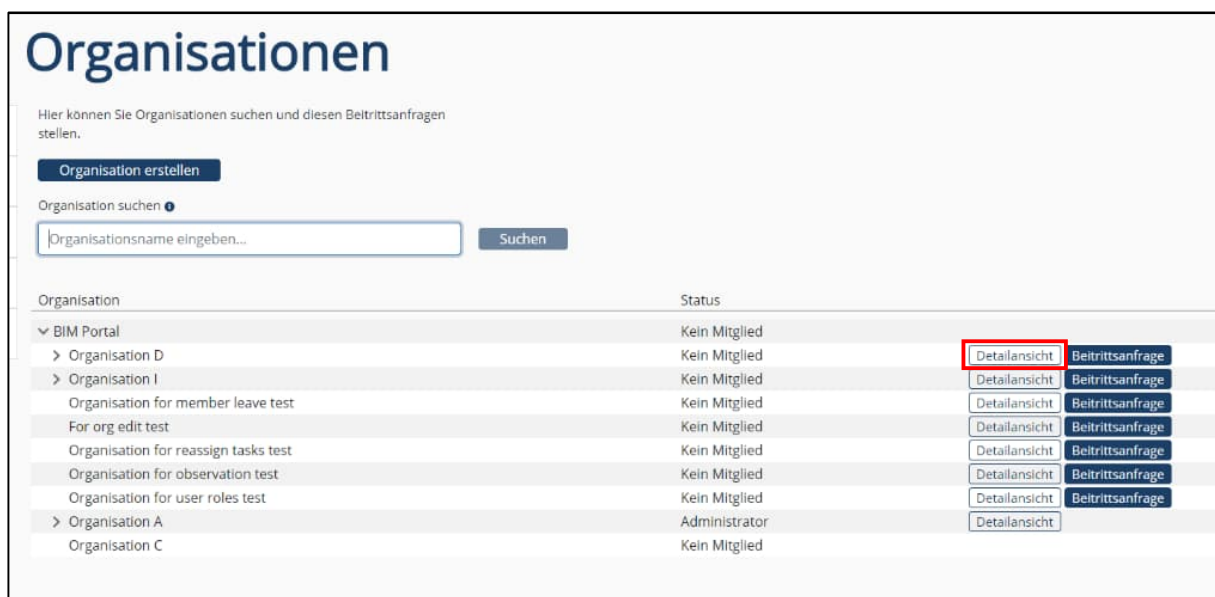 Organisationen
Hier können Sie Organisationen suchen und diesen Beitrittsanfragen
stellen.
Organisation erstellen
Organisation suchen
Organisationsname eingeben...
Suchen
Organisation Status
BIM Portal Kein Mitglied
Organisation D Kein Mitglied Detailansicht Beitrittsanfrage
Organisation I Kein Mitglied Detailansicht Beitrittsanfrage
Organisation for member leave test Kein Mitglied Detailansicht Beitrittsanfrage
For org edit test Kein Mitglied Detailansicht Beitrittsanfrage
Organisation for reassign tasks test Kein Mitglied Detailansicht Beitrittsanfrage
Organisation for observation test Kein Mitglied Detailansicht Beitrittsanfrage
Organisation for user roles test Kein Mitglied Detailansicht Beitrittsanfrage
Organisation A Administrator Detailansicht
Organisation C Kein Mitglied